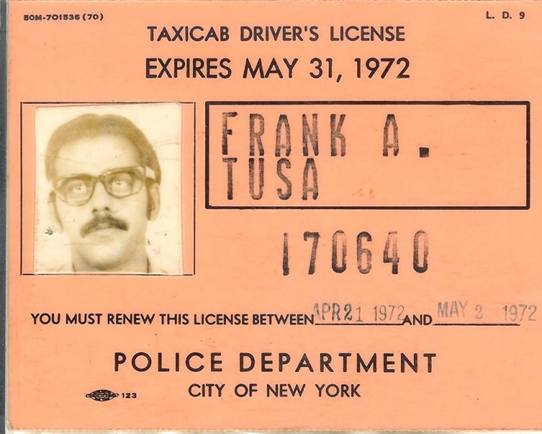 50M-701536 (70)
L. D. 9
TAXICAB DRIVER'S LICENSE
EXPIRES MAY 31, 1972
FRANK A.
TUSA
170640
YOU MUST RENEW THIS LICENSE BETWEEN APR 21 1972 AND MAY 2 1972
POLICE DEPARTMENT
123
CITY OF NEW YORK